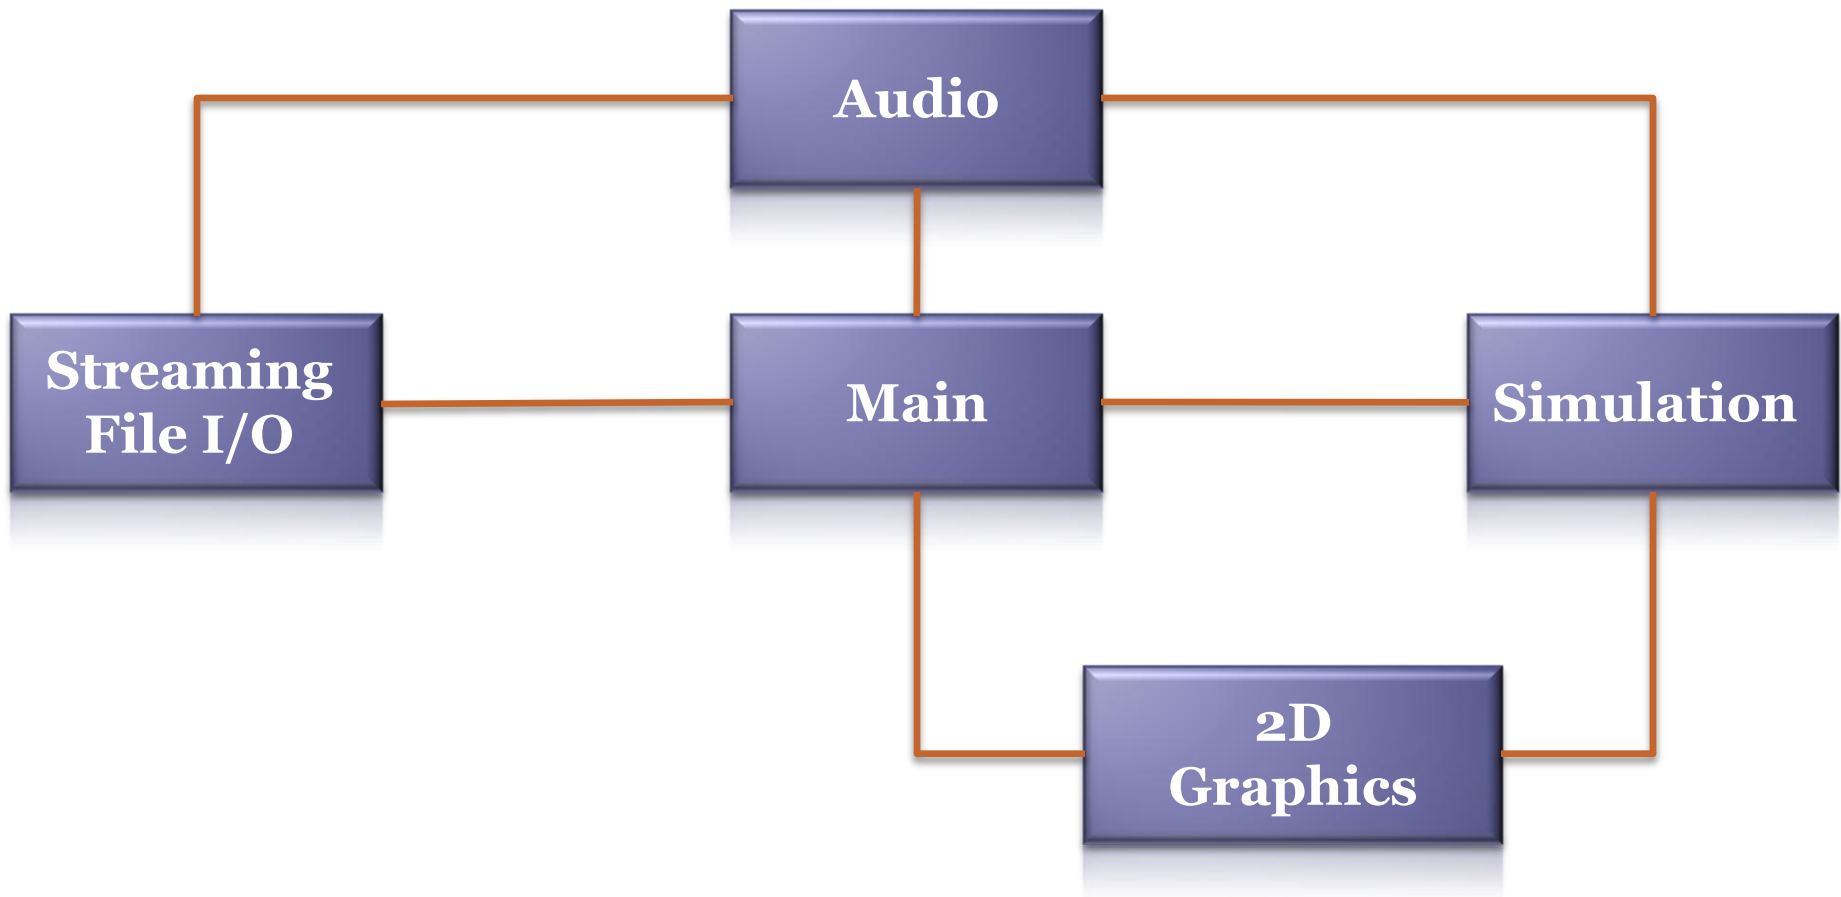 Audio
Streaming
File I/O
Main
Simulation
2D
Graphics